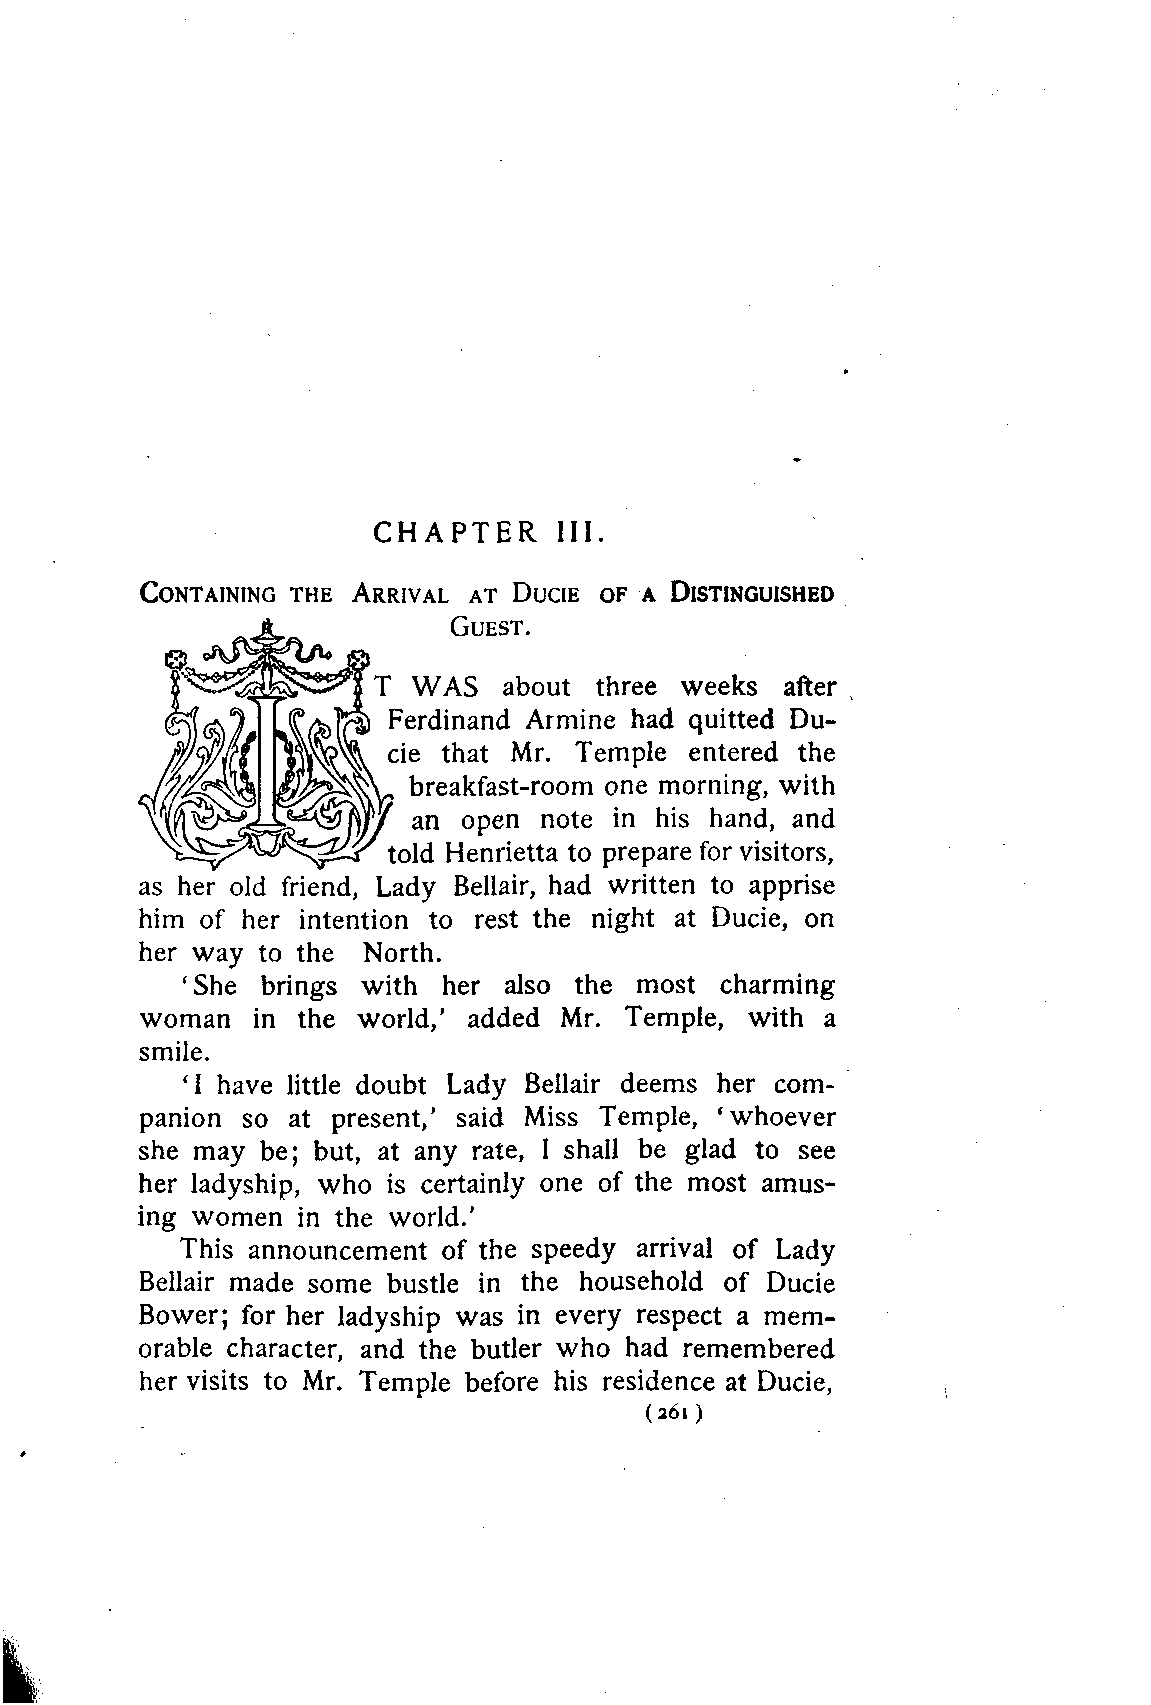 CHAPTER III.
CONTAINING THE ARRIVAL AT DUCIE OF A DISTINGUISHED
GUEST.
IT WAS about three weeks after
Ferdinand Armine had quitted Du-
cie that Mr. Temple entered the
breakfast-room one morning, with
an open note in his hand, and
told Henrietta to prepare for visitors,
as her old friend, Lady Bellair, had written to apprise
him of her intention to rest the night at Ducie, on
her way to the North.
‘She brings with her also the most charming
woman in the world,’ added Mr. Temple, with a
smile.
‘I have little doubt Lady Bellair deems her com-
panion so at present,’ said Miss Temple, ‘whoever
she may be; but, at any rate, I shall be glad to see
her ladyship, who is certainly one of the most amus-
ing women in the world.’
This announcement of the speedy arrival of Lady
Bellair made some bustle in the household of Ducie
Bower; for her ladyship was in every respect a mem-
orable character, and the butler who had remembered
her visits to Mr. Temple before his residence at Ducie,
(261)